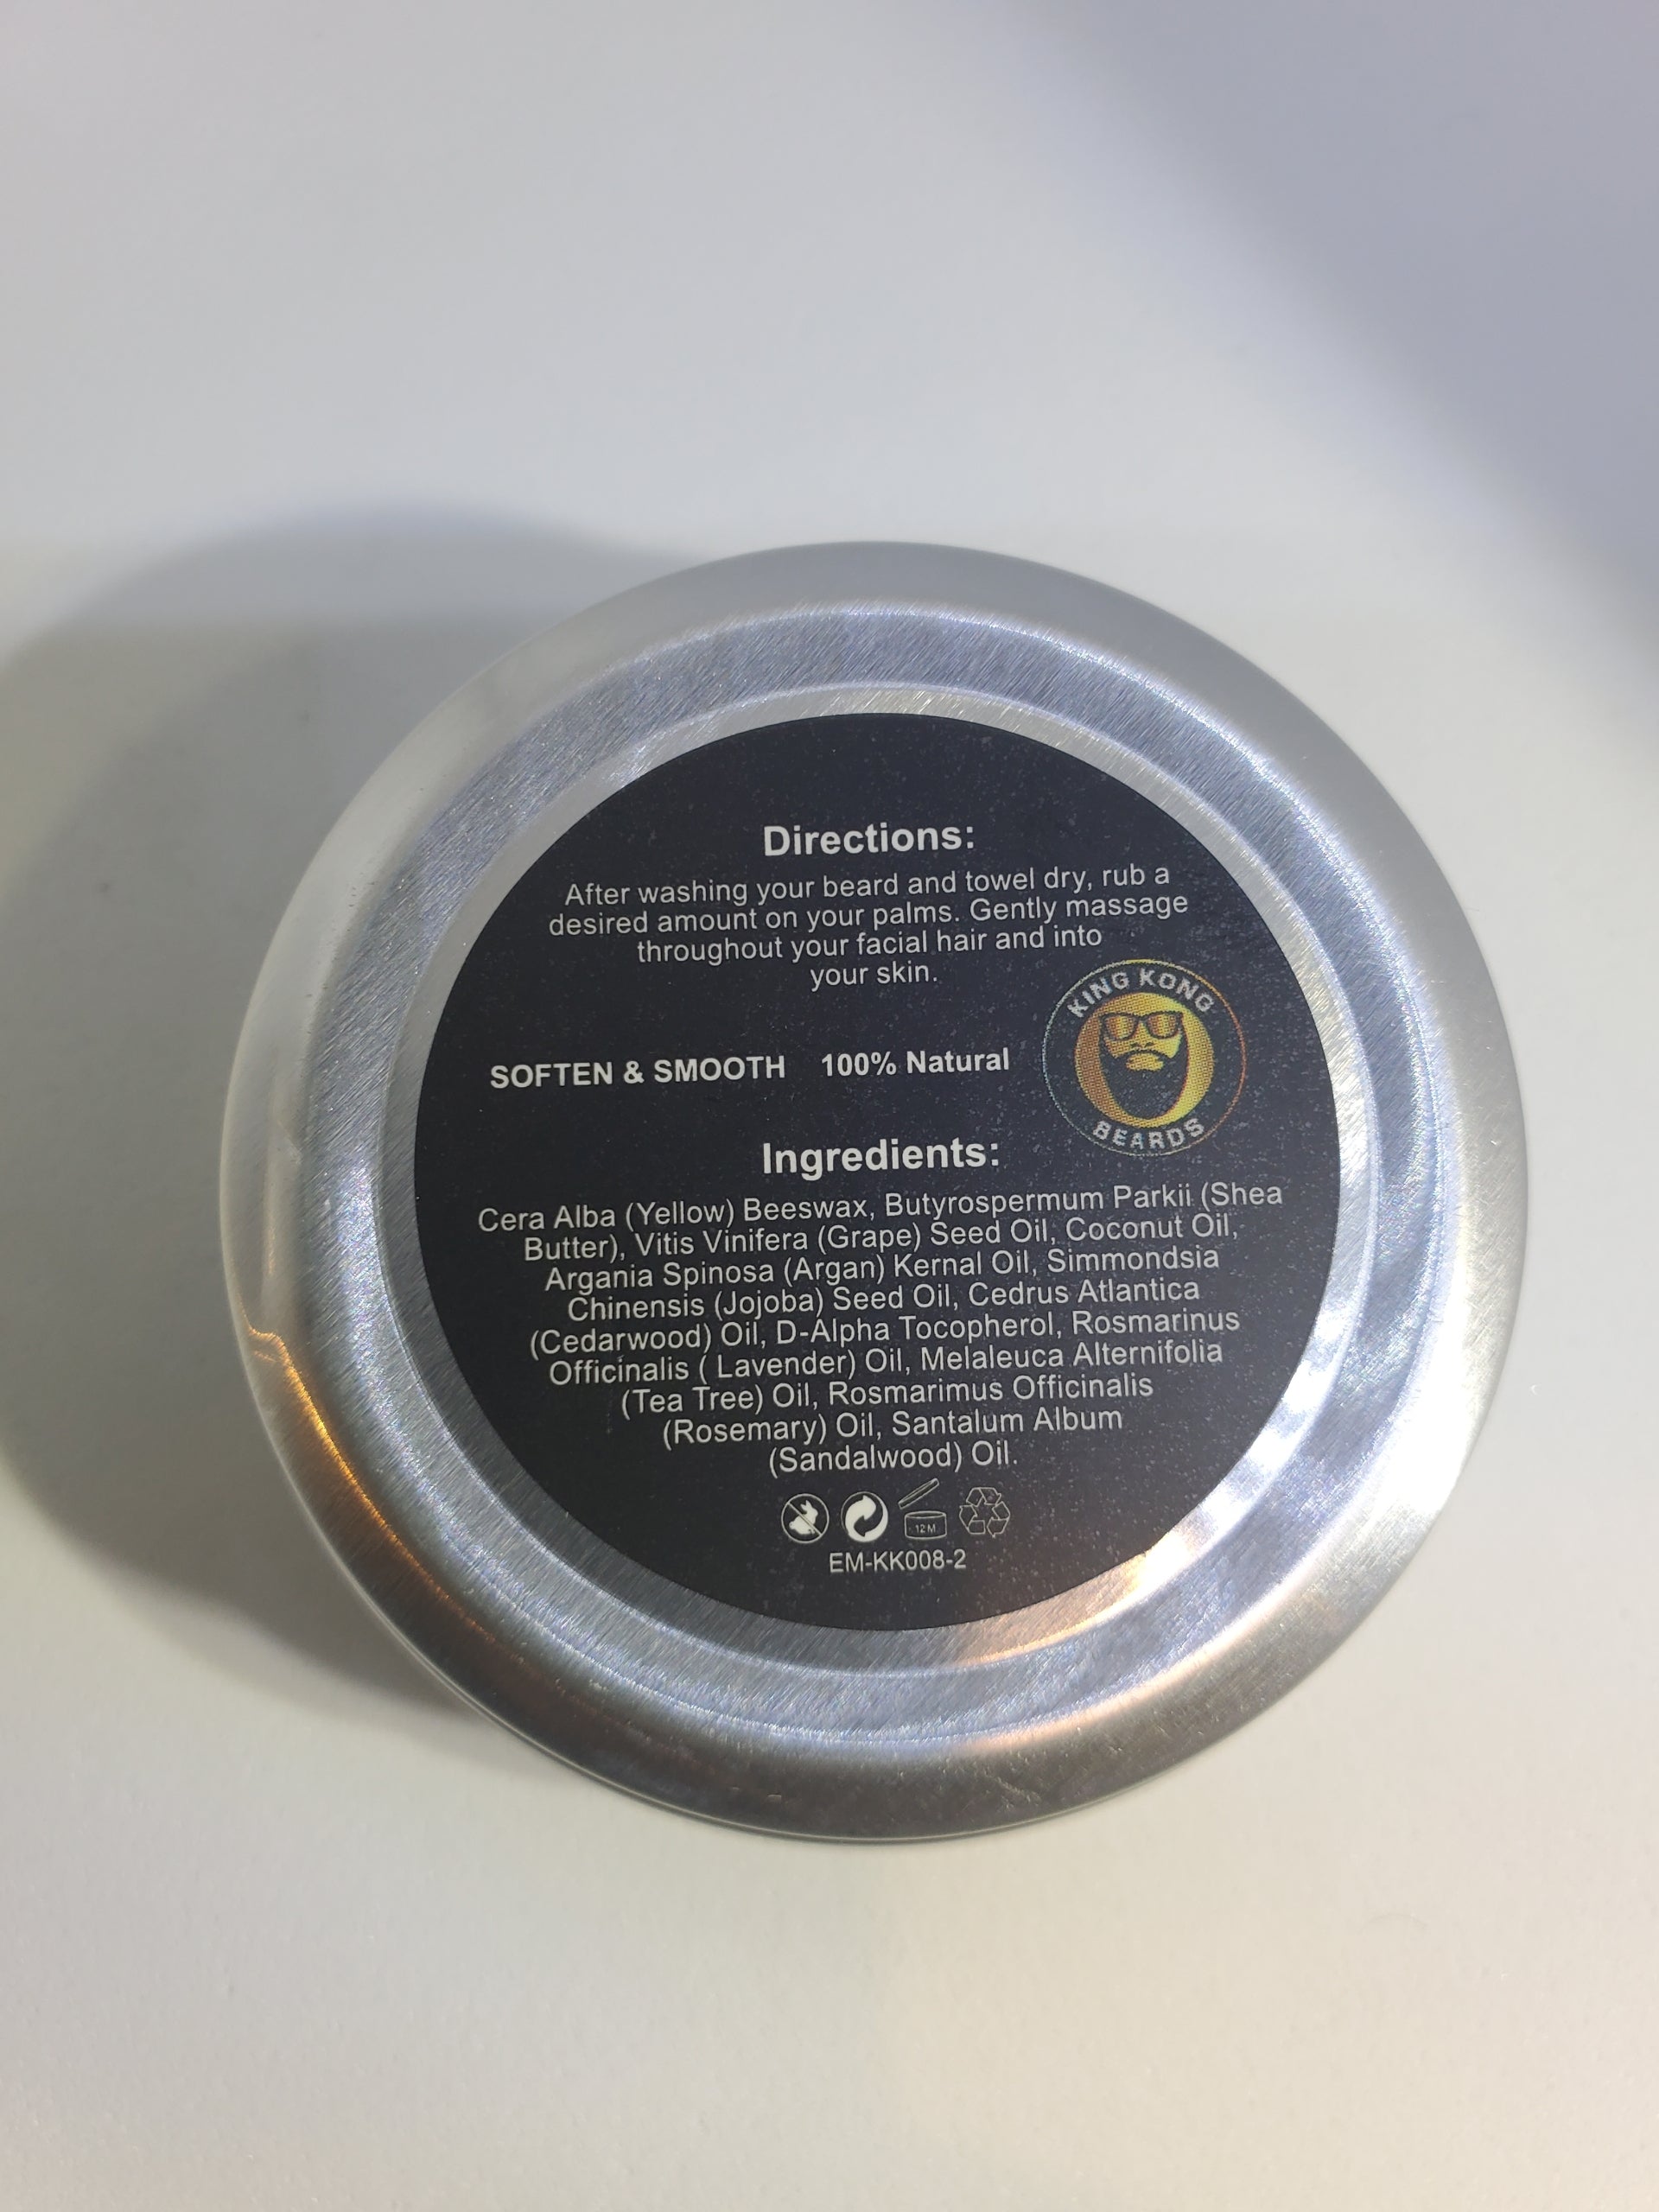 Directions:
After washing your beard and towel dry, rub a
desired amount on your palms. Gently massage
throughout your facial hair and into
your skin.
KING KONG
BEARDS
SOFTEN & SMOOTH 100% Natural
Ingredients:
Cera Alba (Yellow) Beeswax, Butyrospermum Parkii (Shea
Butter), Vitis Vinifera (Grape) Seed Oil, Coconut Oil,
Argania Spinosa (Argan) Kernal Oil, Simmondsia
Chinensis (Jojoba) Seed Oil, Cedrus Atlantica
(Cedarwood) Oil, D-Alpha Tocopherol, Rosmarinus
Officinalis ( Lavender) Oil, Melaleuca Alternifolia
(Tea Tree) Oil, Rosmarimus Officinalis
(Rosemary) Oil, Santalum Album
(Sandalwood) Oil.
12M
EM-KK008-2